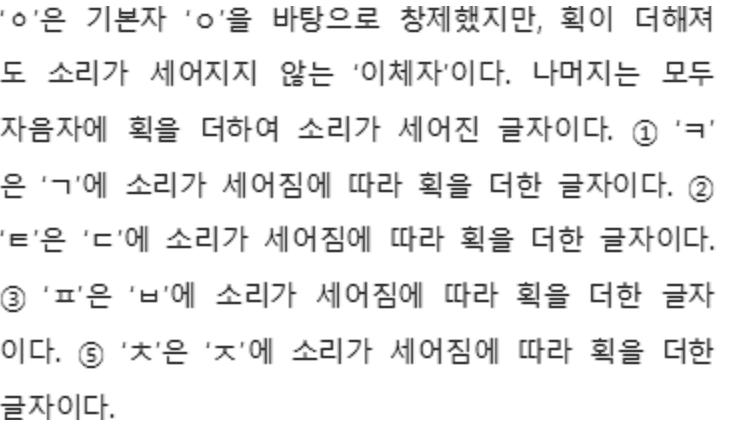 ‘ㆁ’은 기본자 ‘ㅇ’을 바탕으로 창제했지만, 획이 더해져
도 소리가 세어지지 않는 ‘이체자’이다. 나머지는 모두
자음자에 획을 더하여 소리가 세어진 글자이다. ① ‘ㅋ’
은 ‘ㄱ’에 소리가 세어짐에 따라 획을 더한 글자이다. ②
‘ㅌ’은 ‘ㄷ’에 소리가 세어짐에 따라 획을 더한 글자이다.
③ ‘ㅍ’은 ‘ㅂ’에 소리가 세어짐에 따라 획을 더한 글자
이다. ⑤ ‘ㅊ’은 ‘ㅈ’에 소리가 세어짐에 따라 획을 더한
글자이다.